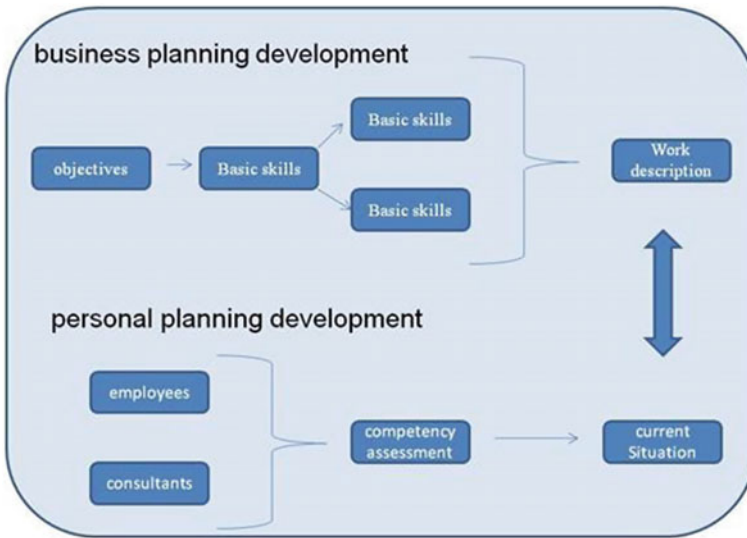 business planning development
Basic skills
objectives
Basic skills
Basic skills
Work
description
personal planning development
employees
consultants
competency
assessment
current
Situation